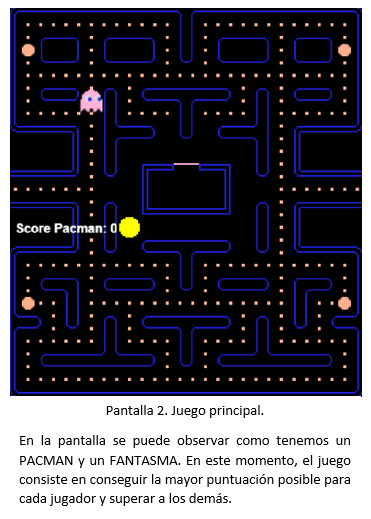 Score Pacman: 0
Pantalla 2. Juego principal.
En la pantalla se puede observar como tenemos un
PACMAN y un FANTASMA. En este momento, el juego
consiste en conseguir la mayor puntuación posible para
cada jugador y superar a los demás.